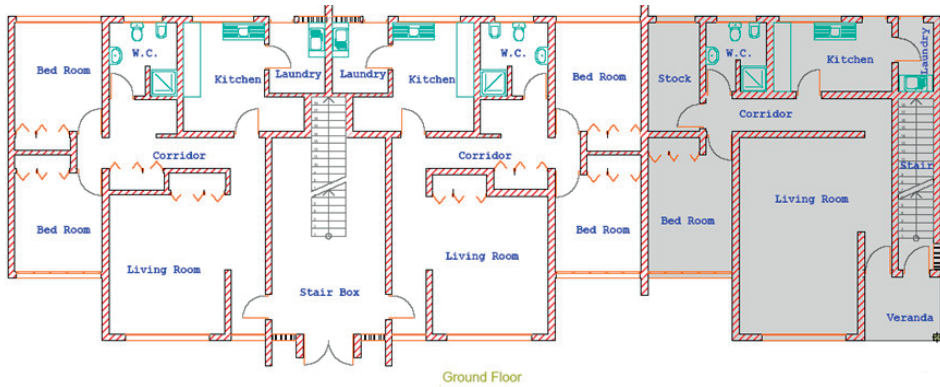 W.C.
W.C.
W.C.
Bed Room
Kitchen
Laundry
Laundry
Kitchen
Bed Room
Stock
Kitchen
Laundry
Corridor
Corridor
Corridor
Stair
Bed Room
Living Room
Living Room
Bed Room
Bed Room
Living Room
Stair Box
Veranda
Ground Floor